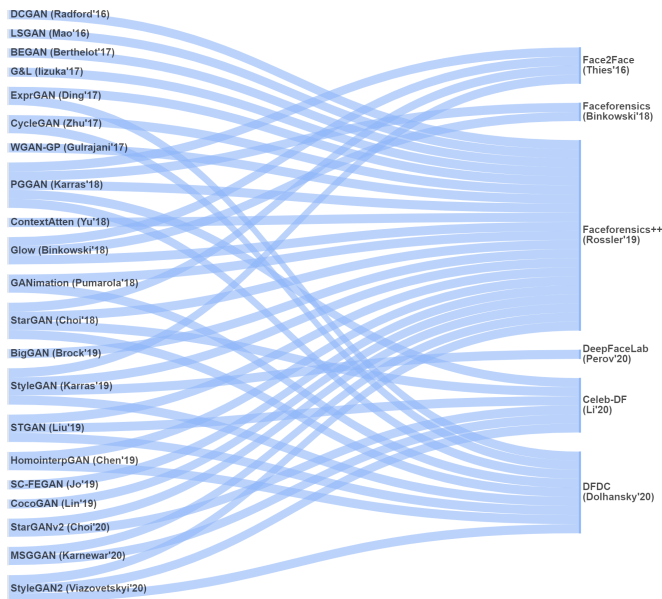 DCGAN (Radford'16)
LSGAN (Mao'16)
BEGAN (Berthelot'17)
G&L (Iizuka'17)
ExprGAN (Ding'17)
CycleGAN (Zhu'17)
WGAN-GP (Gulrajani'17)
PGGAN (Karras'18)
ContextAtten (Yu'18)
Glow (Binkowski'18)
GANimation (Pumarola'18)
StarGAN (Choi'18)
BigGAN (Brock'19)
StyleGAN (Karras'19)
STGAN (Liu'19)
HomointerpGAN (Chen'19)
SC-FEGAN (Jo'19)
CocoGAN (Lin'19)
StarGANv2 (Choi'20)
MSGGAN (Karnewar'20)
StyleGAN2 (Viazovetskyi'20)
Face2Face
(Thies'16)
Faceforensics
(Binkowski'18)
Faceforensics++
(Rossler'19)
DeepFaceLab
(Perov'20)
Celeb-DF
(Li'20)
DFDC
(Dolhansky'20)